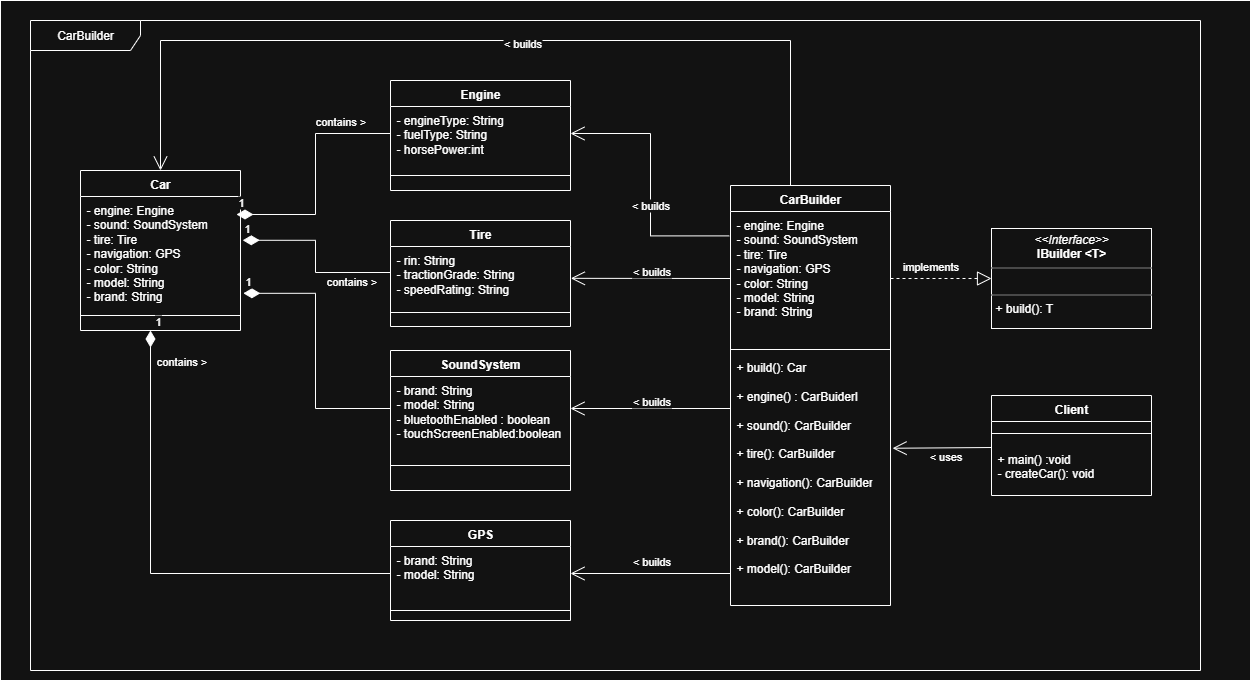 CarBuilder
< builds
Engine
- engineType: String
- fuelType: String
- horsePower:int
contains >
Car
- engine: Engine
- sound: SoundSystem
- tire: Tire
- navigation: GPS
- color: String
- model: String
- brand: String
1
1
1
1
contains >
Tire
- rin: String
- tractionGrade: String
- speedRating: String
contains >
SoundSystem
- brand: String
- model: String
- bluetoothEnabled : boolean
- touchScreenEnabled:boolean
GPS
- brand: String
- model: String
< builds
< builds
< builds
< builds
CarBuilder
- engine: Engine
- sound: SoundSystem
- tire: Tire
- navigation: GPS
- color: String
- model: String
- brand: String
+ build(): Car
+ engine() : CarBuiderl
+ sound(): CarBuilder
+ tire(): CarBuilder
+ navigation(): CarBuilder
+ color(): CarBuilder
+ brand(): CarBuilder
+ model(): CarBuilder
implements
<<Interface>>
IBuilder <T>
+ build(): T
< uses
Client
+ main() :void
- createCar(): void